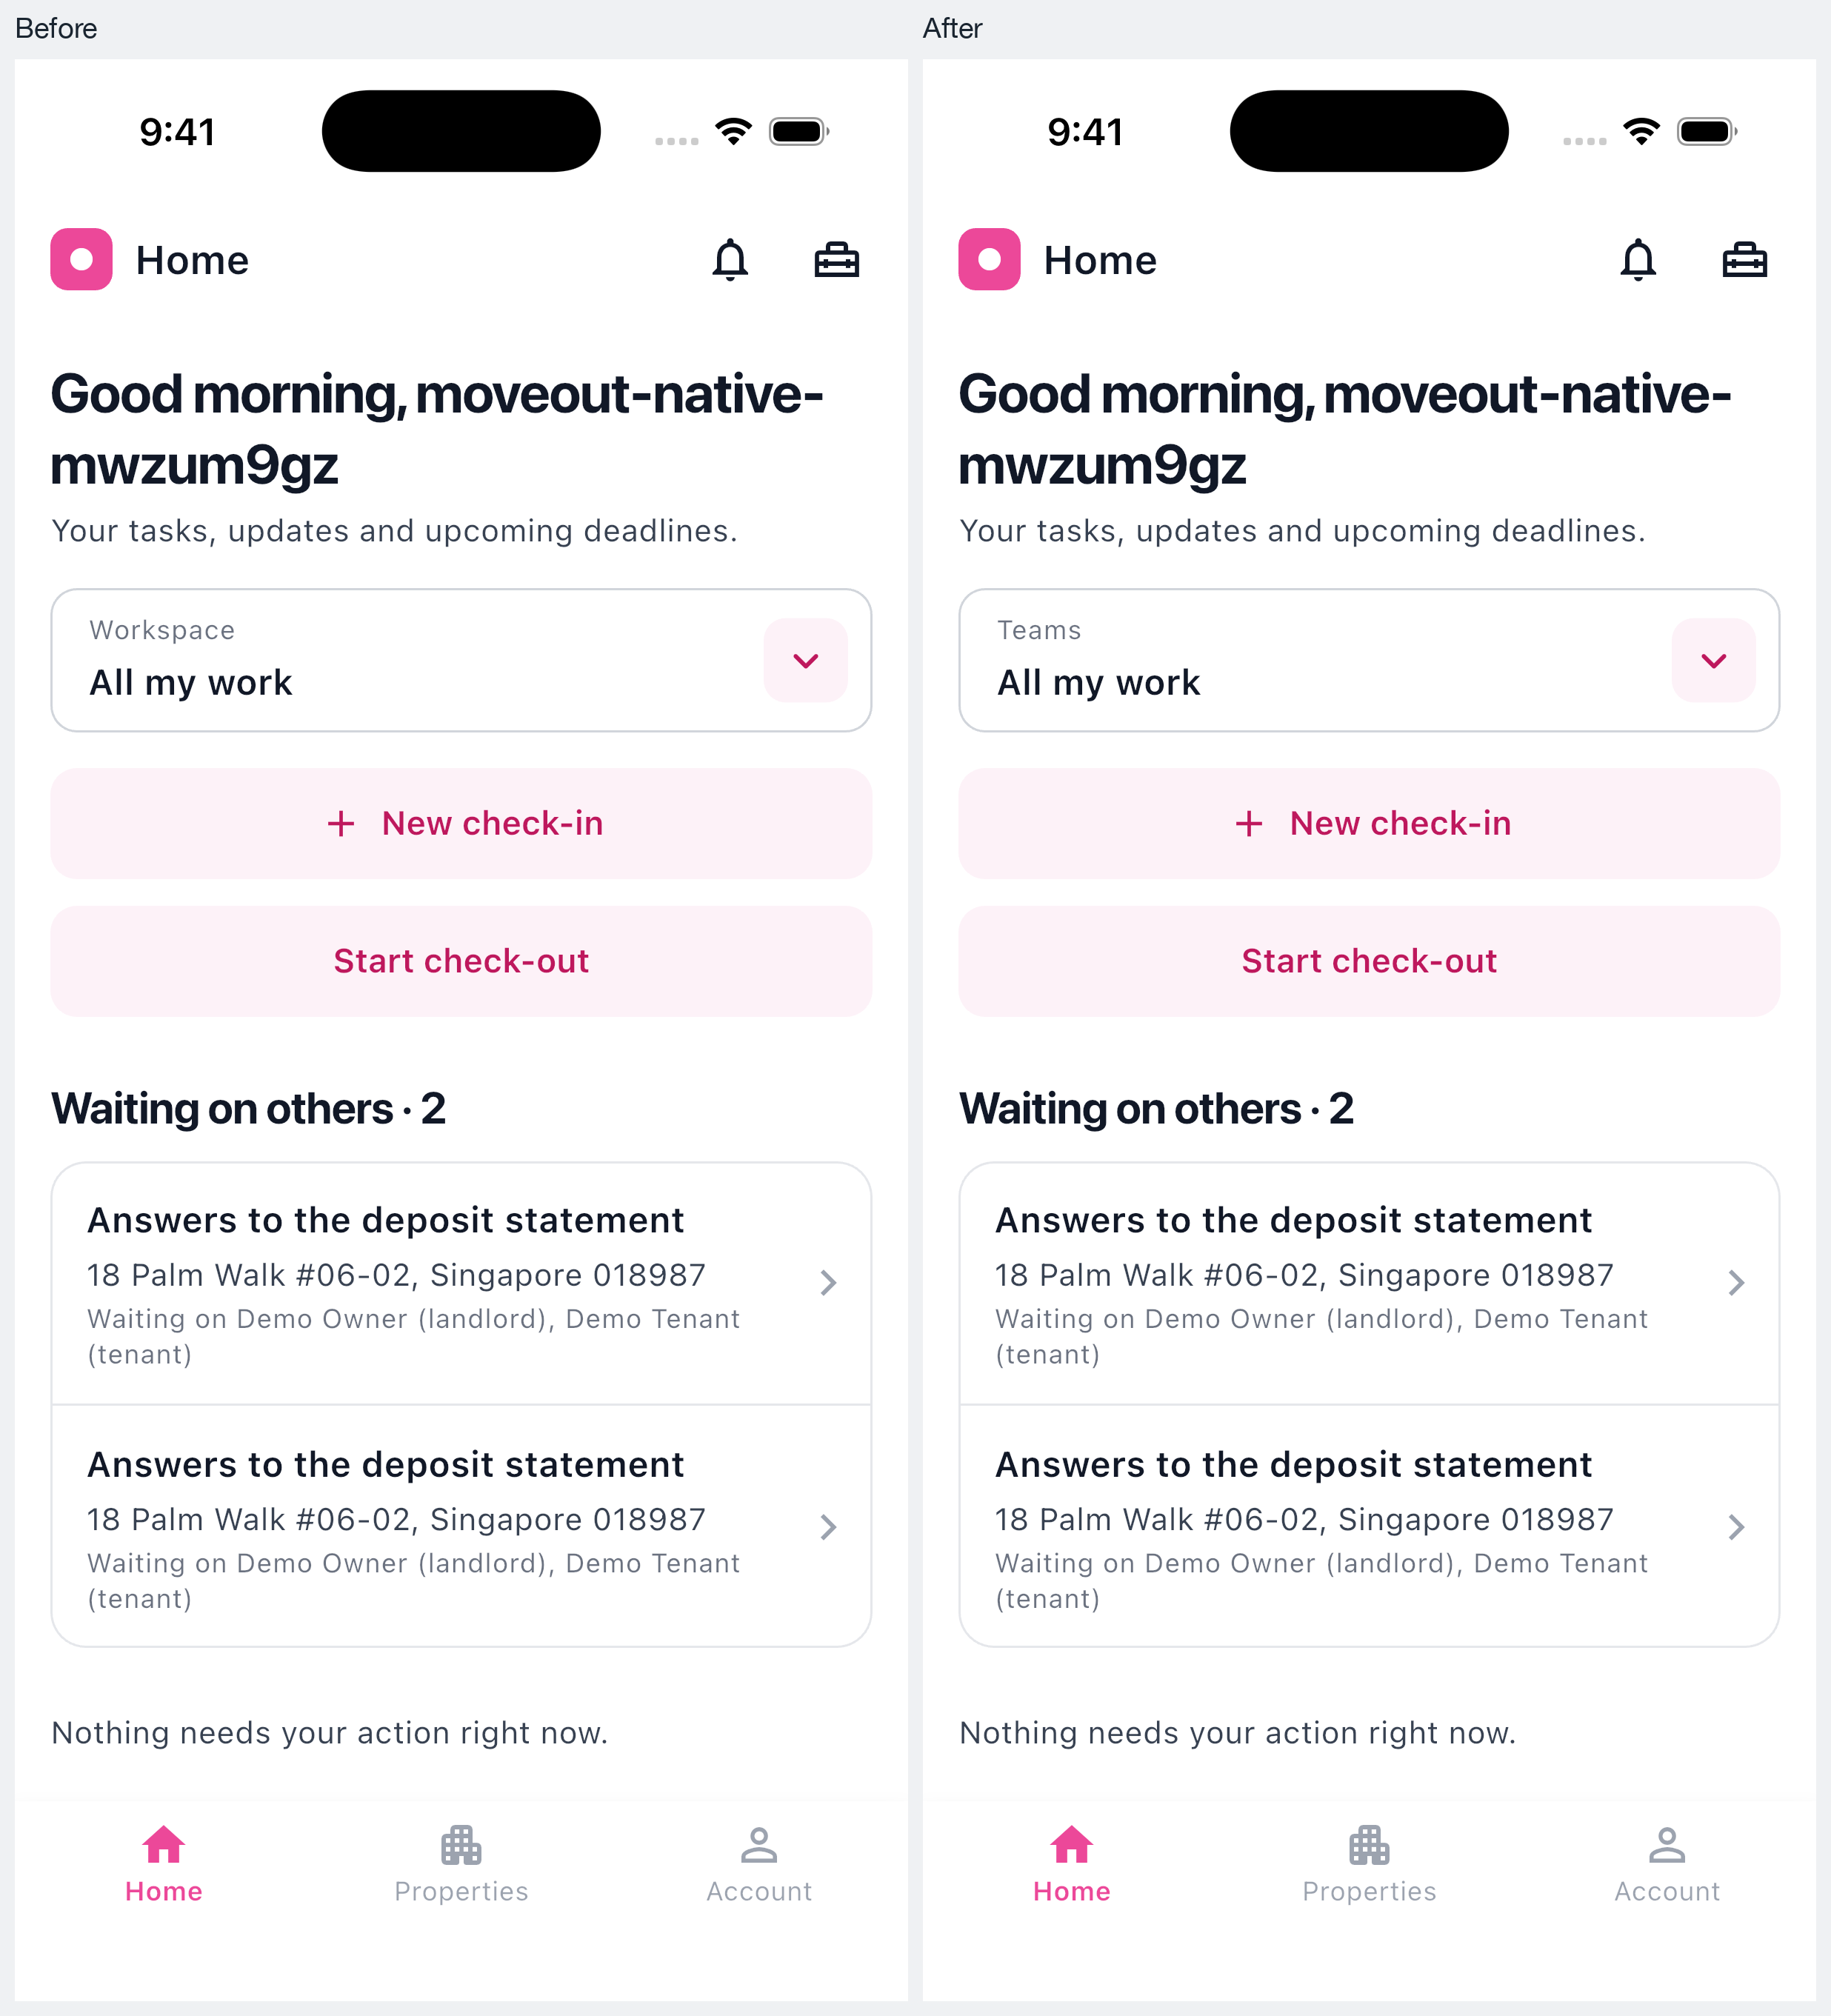 Before
9:41
Home
Good morning, moveout-native-
mwzum9gz
Your tasks, updates and upcoming deadlines.
Workspace
All my work
+ New check-in
Start check-out
Waiting on others · 2
Answers to the deposit statement
18 Palm Walk #06-02, Singapore 018987
Waiting on Demo Owner (landlord), Demo Tenant
(tenant)
Answers to the deposit statement
18 Palm Walk #06-02, Singapore 018987
Waiting on Demo Owner (landlord), Demo Tenant
(tenant)
Nothing needs your action right now.
Home
Properties
Account
After
9:41
Home
Good morning, moveout-native-
mwzum9gz
Your tasks, updates and upcoming deadlines.
Teams
All my work
+ New check-in
Start check-out
Waiting on others · 2
Answers to the deposit statement
18 Palm Walk #06-02, Singapore 018987
Waiting on Demo Owner (landlord), Demo Tenant
(tenant)
Answers to the deposit statement
18 Palm Walk #06-02, Singapore 018987
Waiting on Demo Owner (landlord), Demo Tenant
(tenant)
Nothing needs your action right now.
Home
Properties
Account